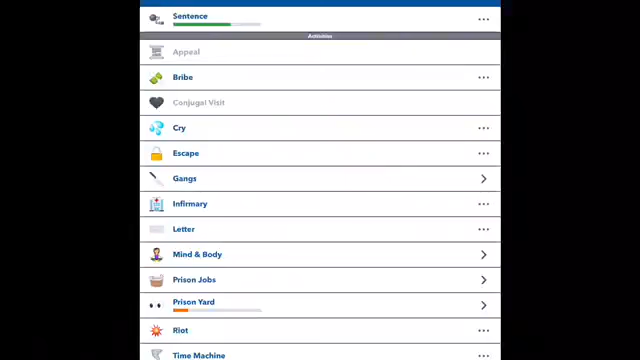 Sentence
Activities
Appeal
Bribe
Conjugal Visit
Cry
Escape
Gangs
Infirmary
Letter
Mind & Body
Prison Jobs
Prison Yard
Riot
Time Machine